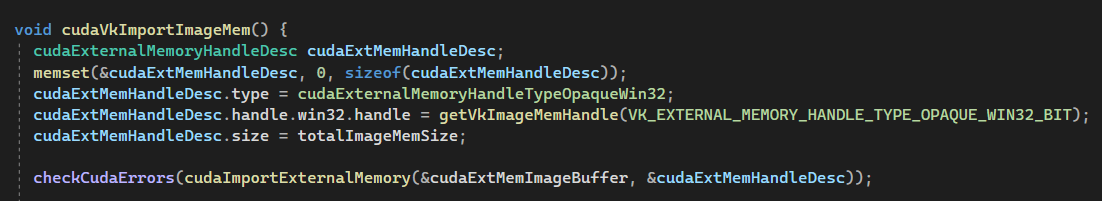 void cudaVkImportImageMem() {
cudaExternalMemoryHandleDesc cudaExtMemHandleDesc;
memset(&cudaExtMemHandleDesc, 0, sizeof(cudaExtMemHandleDesc));
cudaExtMemHandleDesc.type = cudaExternalMemoryHandleTypeOpaqueWin32;
cudaExtMemHandleDesc.handle.win32.handle = getVkImageMemHandle(VK_EXTERNAL_MEMORY_HANDLE_TYPE_OPAQUE_WIN32_BIT);
cudaExtMemHandleDesc.size = totalImageMemSize;
checkCudaErrors(cudaImportExternalMemory(&cudaExtMemImageBuffer, &cudaExtMemHandleDesc));